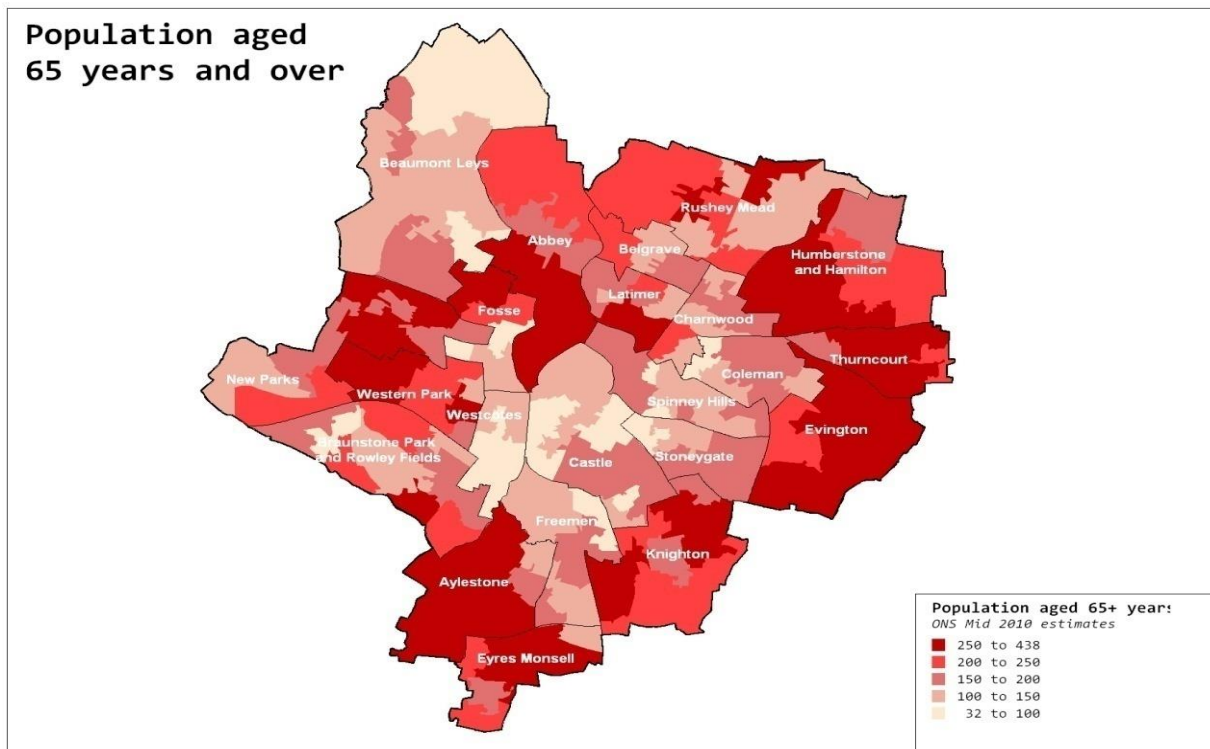 Population aged
65 years and over
Beaumont Leys
Rushey Mead
Abbey
Belgrave
Humberstone
and Hamilton
Latimer
Fosse
Charnwood
Thurncourt
Coleman
New Parks
Western Park
Spinney Hills
Westcotes
Evington
Braunstone Park
and Rowley Fields
Stoneygate
Castle
Freemen
Knighton
Aylestone
Eyres Monsell
Population aged 65+ years
ONS Mid 2010 estimates
250 to 438
200 to 250
150 to 200
100 to 150
32 to 100